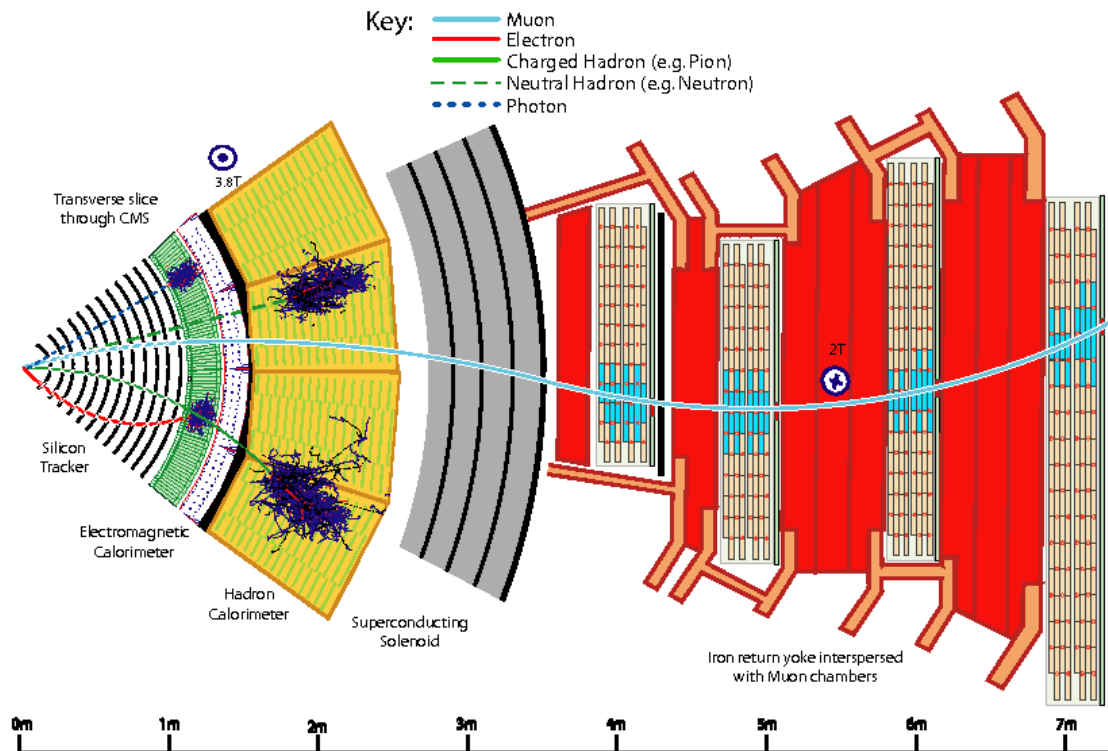 Key:
Muon
Electron
Charged Hadron (e.g. Pion)
Neutral Hadron (e.g. Neutron)
Photon
3.8T
Transverse slice
through CMS
2T
Silicon
Tracker
Electromagnetic
Calorimeter
Hadron
Calorimeter
Superconducting
Solenoid
Iron return yoke interspersed
with Muon chambers
0m 1m 2m 3m 4m 5m 6m 7m